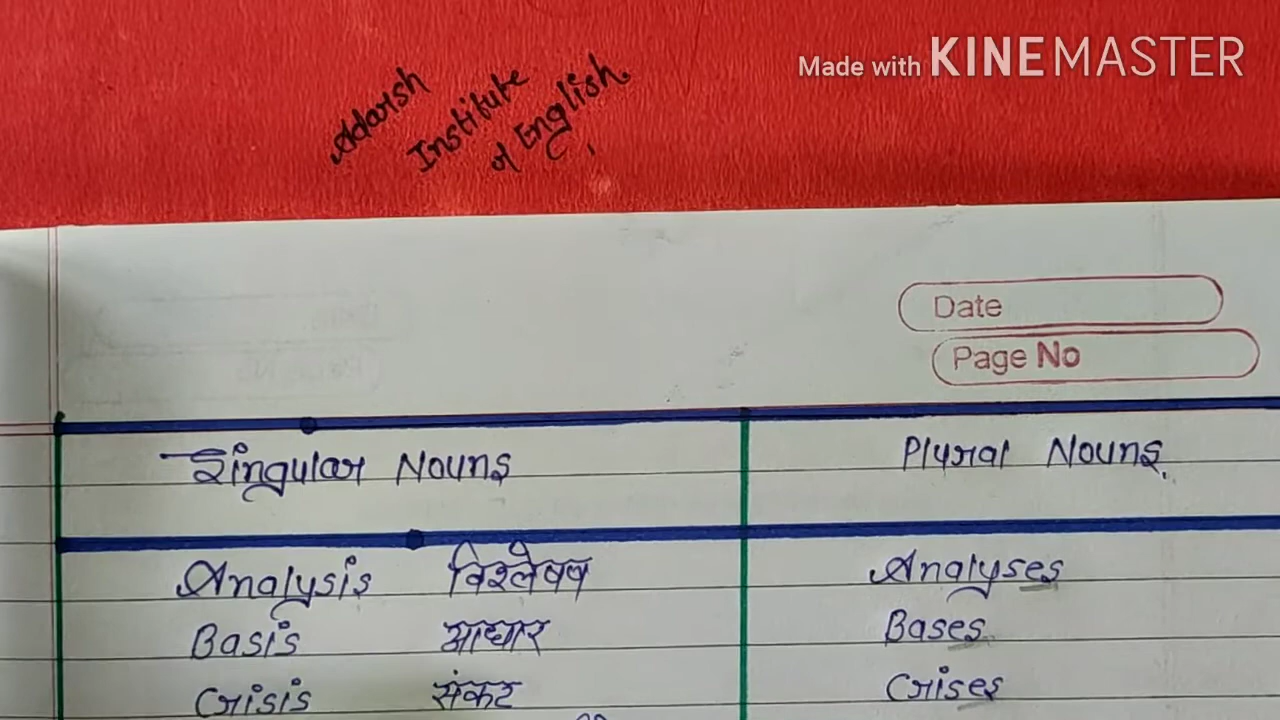 Made with KINEMASTER
Adarsh
Institute
of English
Date
Page No
Singular Nouns Plural Nouns
Analysis विश्लेषण Analyses
Basis आधार Bases
Crisis संकट Crises